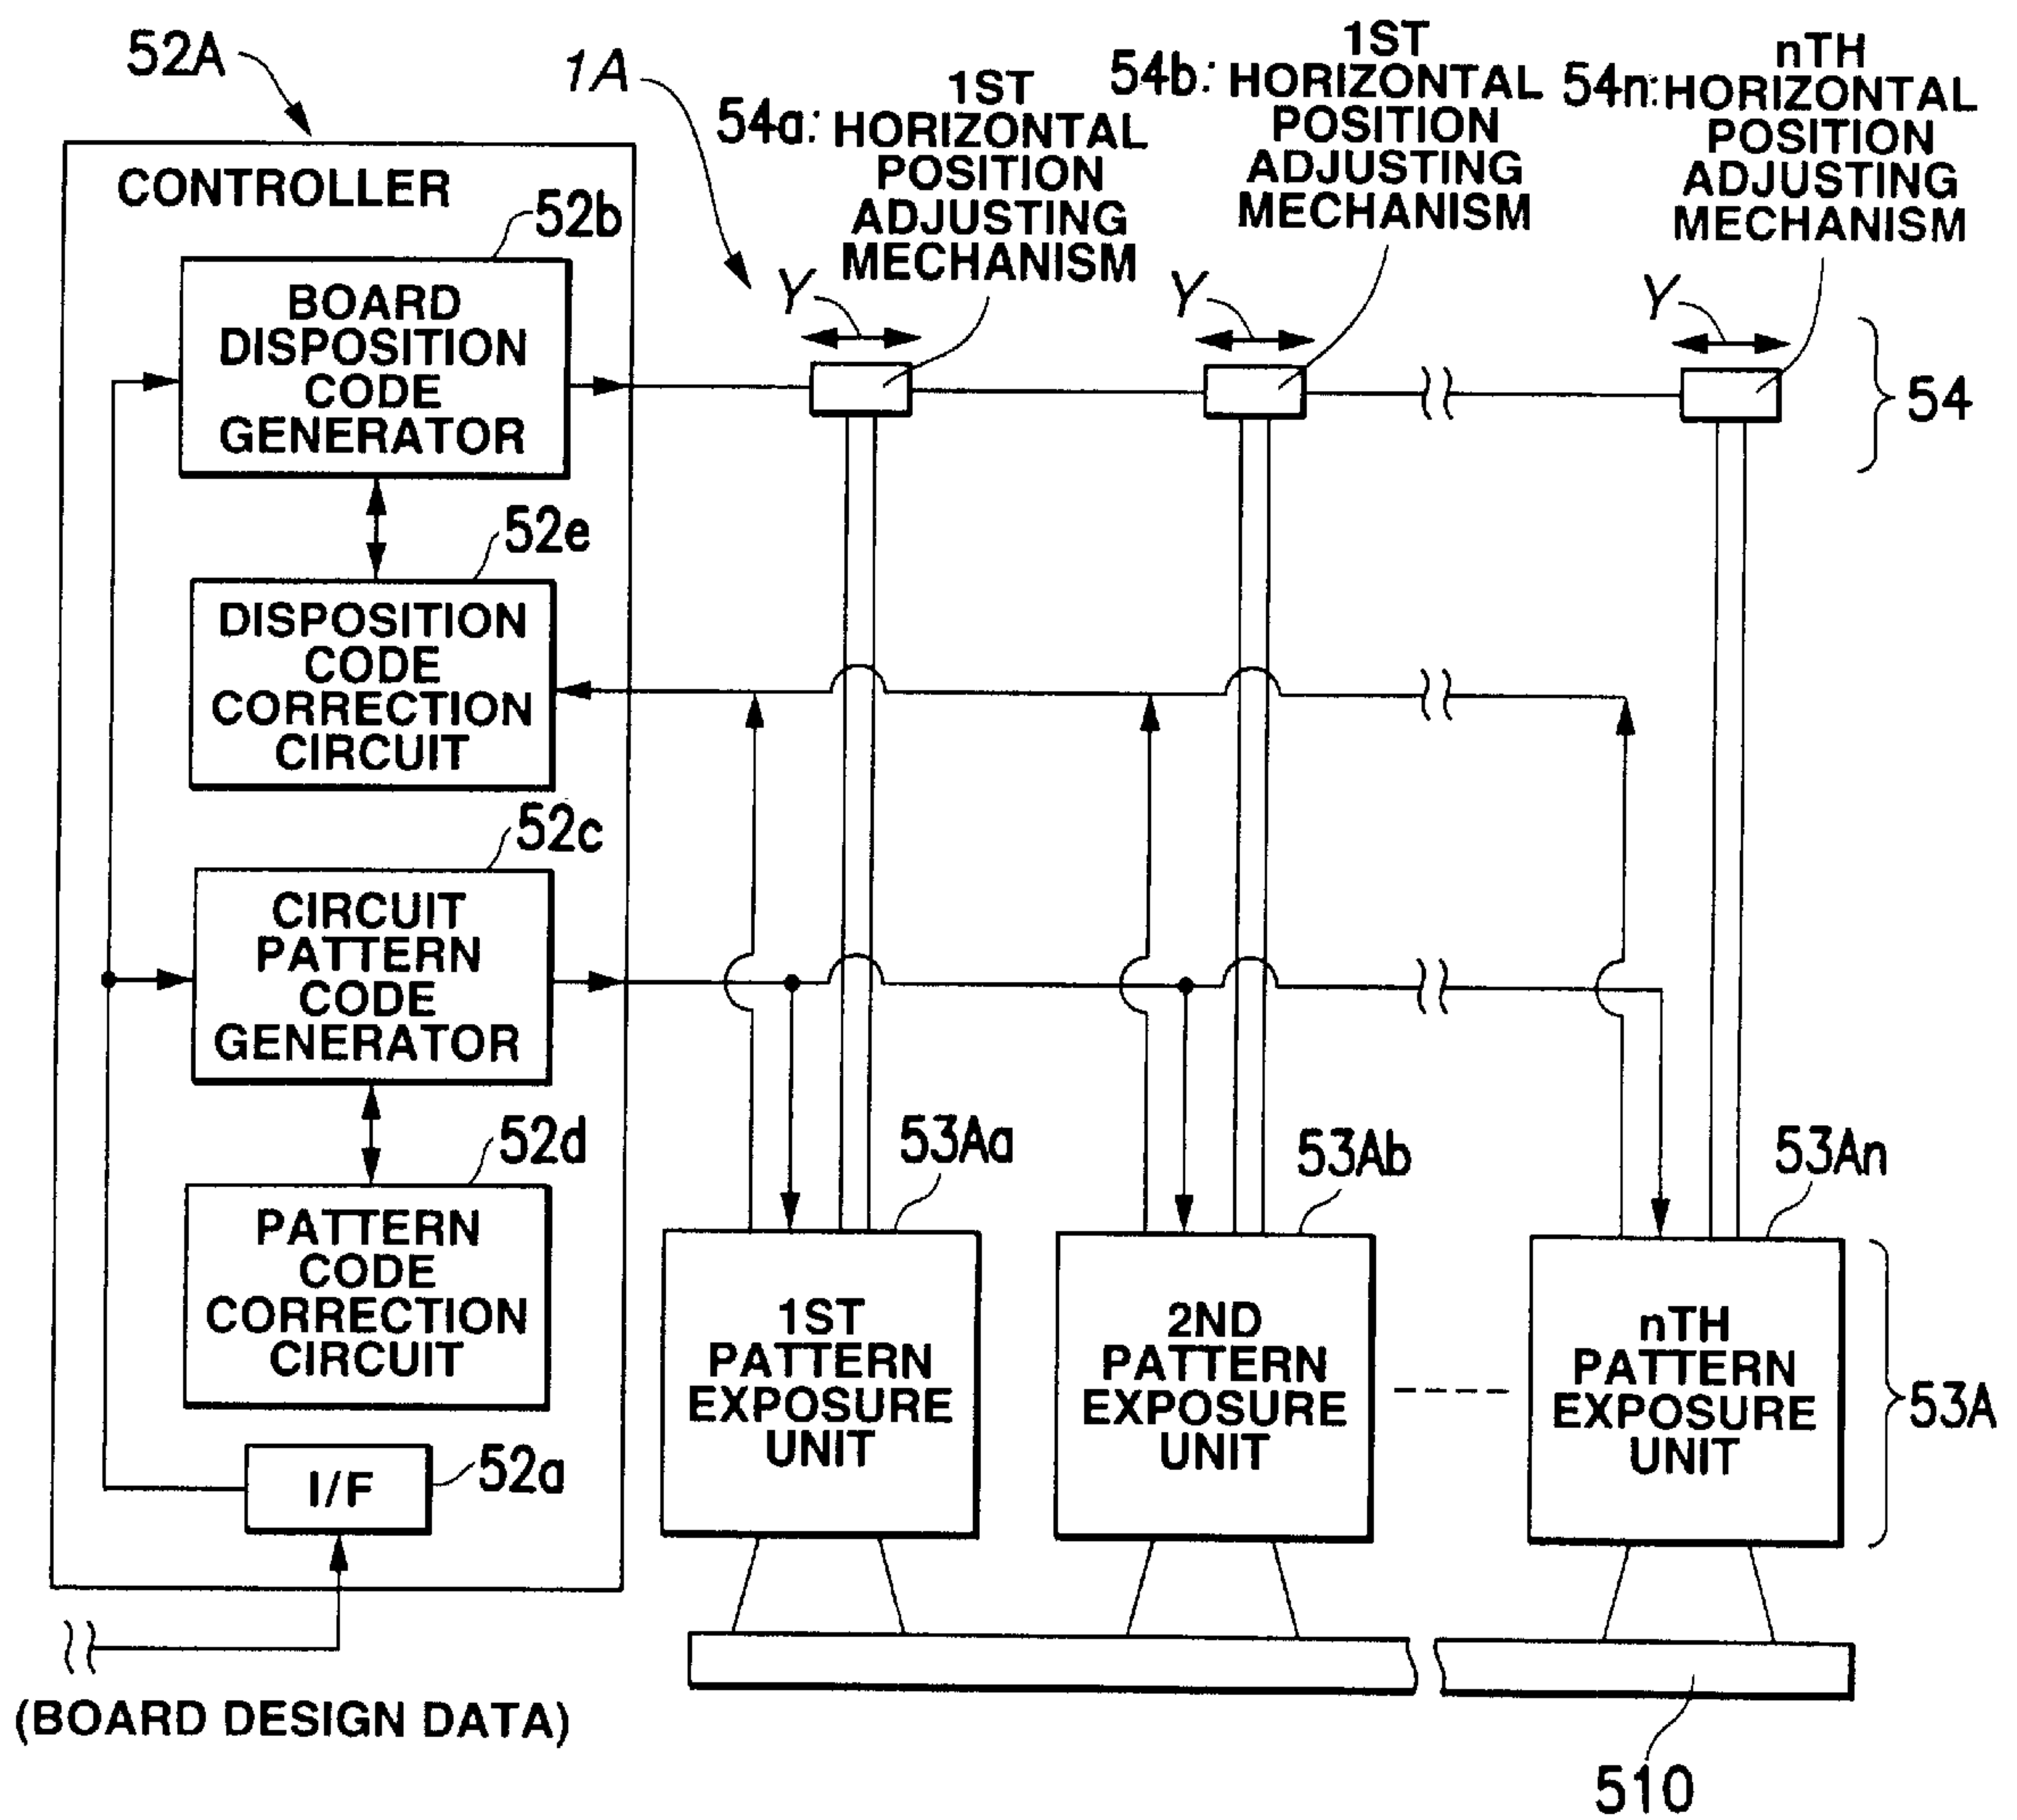 52A
1A
54a: 1ST
HORIZONTAL
POSITION
ADJUSTING
MECHANISM
54b: 1ST
HORIZONTAL
POSITION
ADJUSTING
MECHANISM
54n: nTH
HORIZONTAL
POSITION
ADJUSTING
MECHANISM
Y
Y
Y
54
CONTROLLER
52b
BOARD
DISPOSITION
CODE
GENERATOR
52e
DISPOSITION
CODE
CORRECTION
CIRCUIT
52c
CIRCUIT
PATTERN
CODE
GENERATOR
52d
PATTERN
CODE
CORRECTION
CIRCUIT
I/F
52a
(BOARD DESIGN DATA)
53Aa
1ST
PATTERN
EXPOSURE
UNIT
53Ab
2ND
PATTERN
EXPOSURE
UNIT
53An
nTH
PATTERN
EXPOSURE
UNIT
53A
510